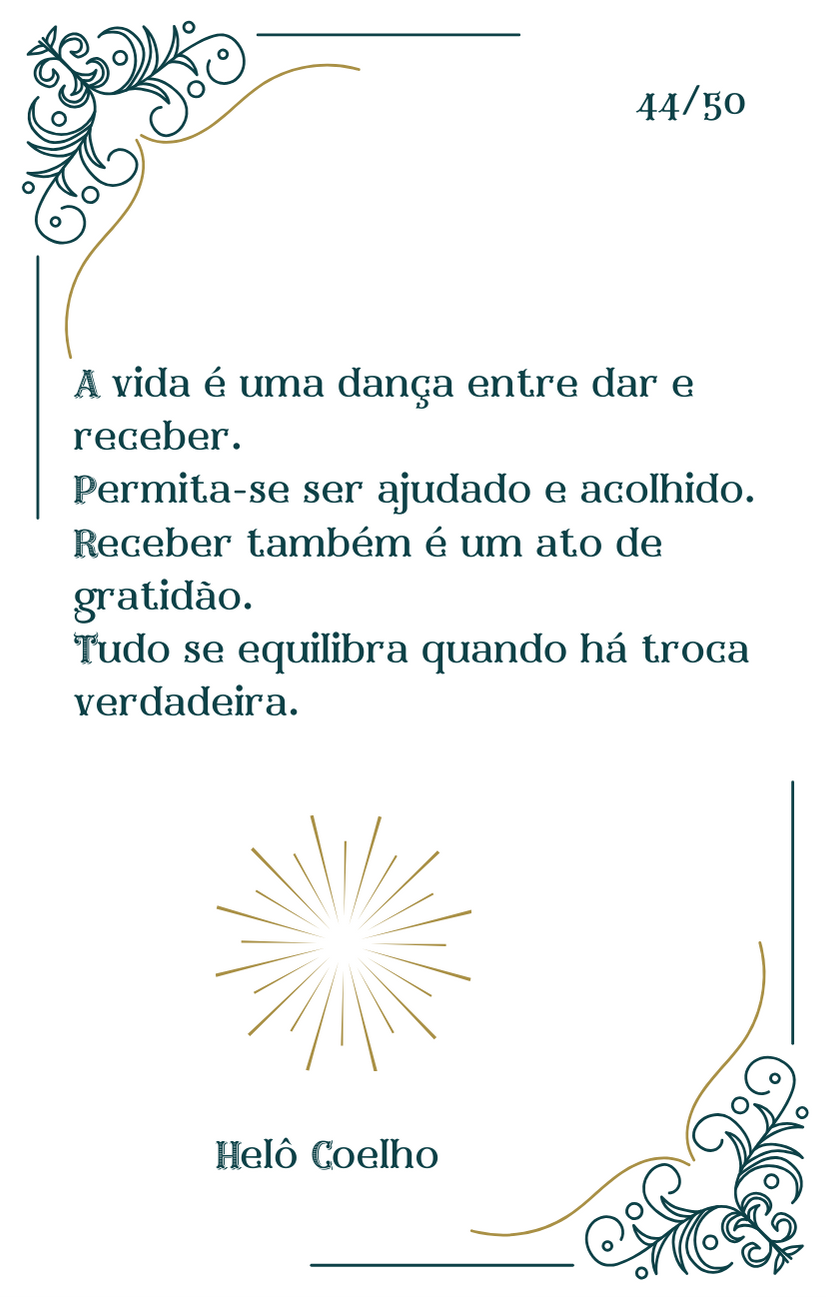 44/50
A vida é uma dança entre dar e
receber.
Permita-se ser ajudado e acolhido.
Receber também é um ato de
gratidão.
Tudo se equilibra quando há troca
verdadeira.
Helô Coelho